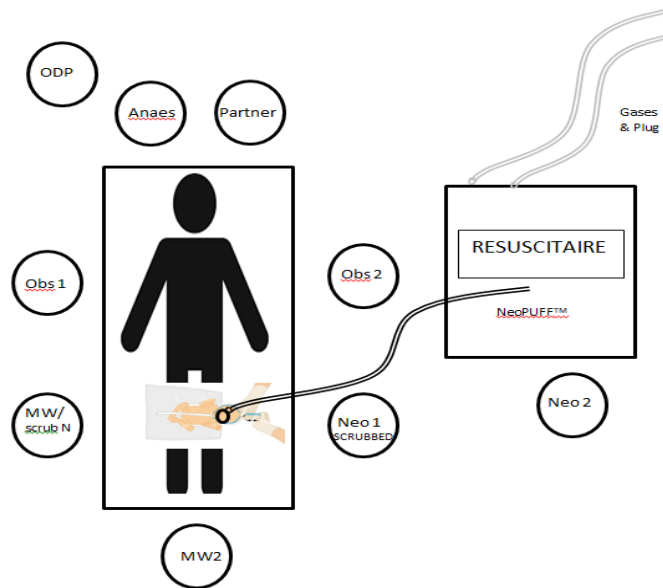 ODP
Anaes
Partner
Gases
& Plug
Obs 1
Obs 2
RESUSCITAIRE
NeoPUFF™
MW/
scrub N
Neo 1
SCRUBBED
Neo 2
MW2